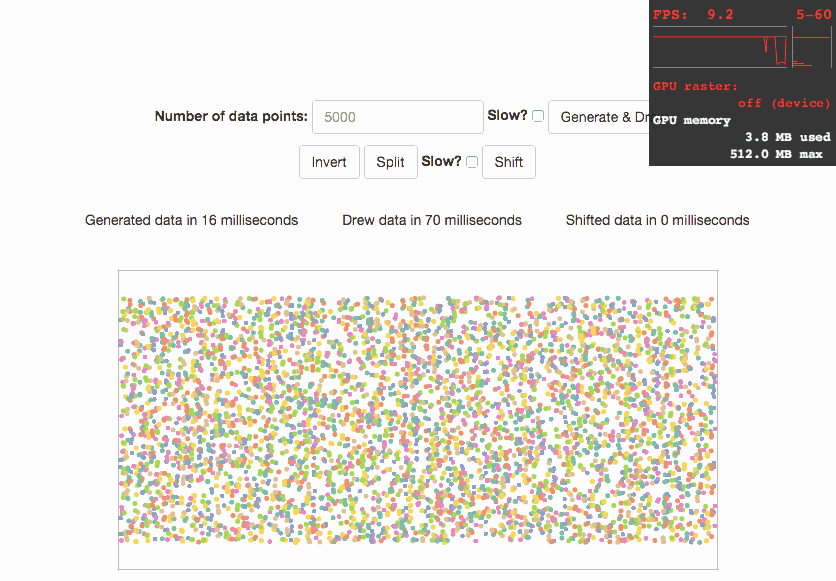 FPS: 9.2 5-60
GPU raster:
off (device)
GPU memory
3.8 MB used
512.0 MB max
Number of data points: 5000 Slow? Generate & Dr
Invert Split Slow? Shift
Generated data in 16 milliseconds Drew data in 70 milliseconds Shifted data in 0 milliseconds